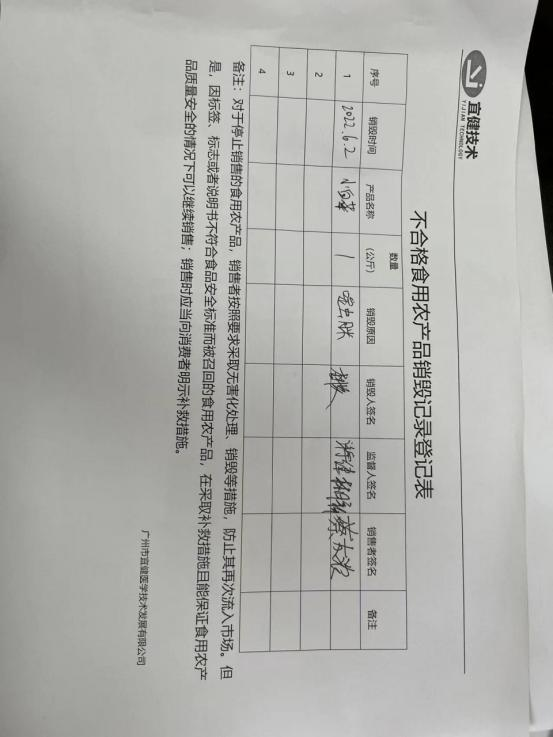 宜健技术
YIJIAN TECHNOLOGY
不合格食用农产品销毁记录登记表
序号 销毁时间 产品名称 数量（公斤） 销毁原因 销毁人签名 监督人签名 销售者签名 备注
1 2022.6.2 小白菜 1
2
3
4
备注：对于停止销售的食用农产品，销售者按照要求采取无害化处理、销毁等措施，防止其再次流入市场。但
是，因标签、标志或者说明书不符合食品安全标准而被召回的食用农产品，在采取补救措施且能保证食用农产
品质量安全的情况下可以继续销售；销售时应当向消费者明示补救措施。
广州市宜健医学技术发展有限公司